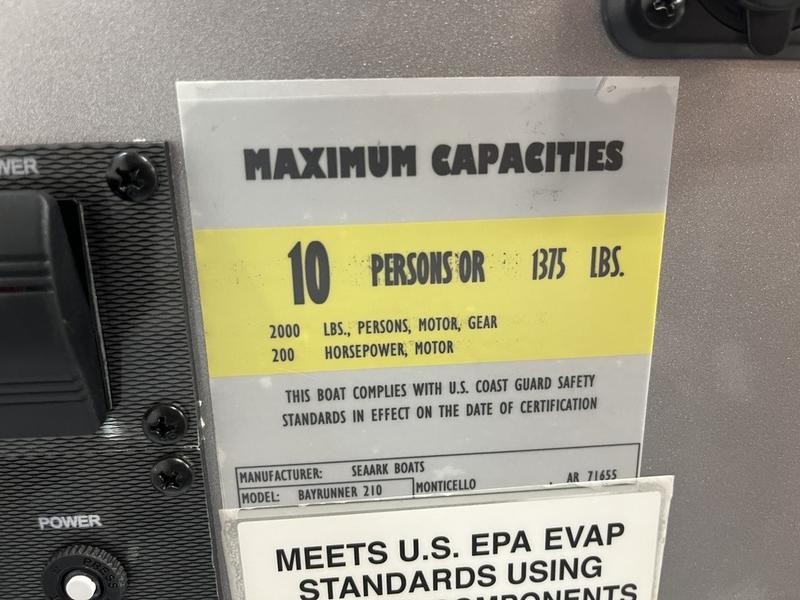 MAXIMUM CAPACITIES
10 PERSONS OR 1375 LBS.
2000 LBS., PERSONS, MOTOR, GEAR
200 HORSEPOWER, MOTOR
THIS BOAT COMPLIES WITH U.S. COAST GUARD SAFETY
STANDARDS IN EFFECT ON THE DATE OF CERTIFICATION
MANUFACTURER: SEAARK BOATS
MODEL: BAYRUNNER 210 MONTICELLO , AR 71655
MEETS U.S. EPA EVAP
STANDARDS USING
COMPONENTS
WER
POWER
PRESS